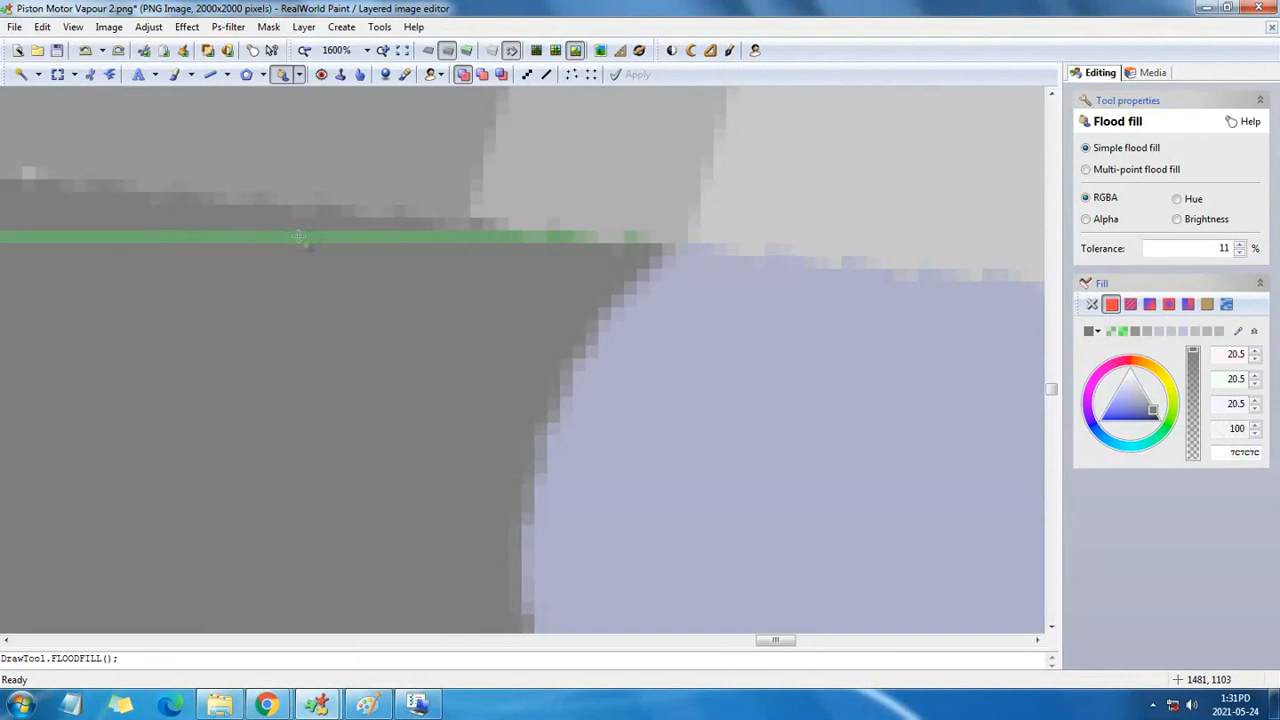 Piston Motor Vapour 2.png* (PNG Image, 2000x2000 pixels) - RealWorld Paint / Layered image editor
File Edit View Image Adjust Effect Ps-filter Mask Layer Create Tools Help
1600%
Apply
Editing Media
Tool properties
Flood fill Help
Simple flood fill
Multi-point flood fill
RGBA Hue
Alpha Brightness
Tolerance: 11 %
Fill
20.5
20.5
20.5
100
7C7C7C
DrawTool.FLOODFILL();
Ready 1481, 1103
1:31PD
2021-05-24